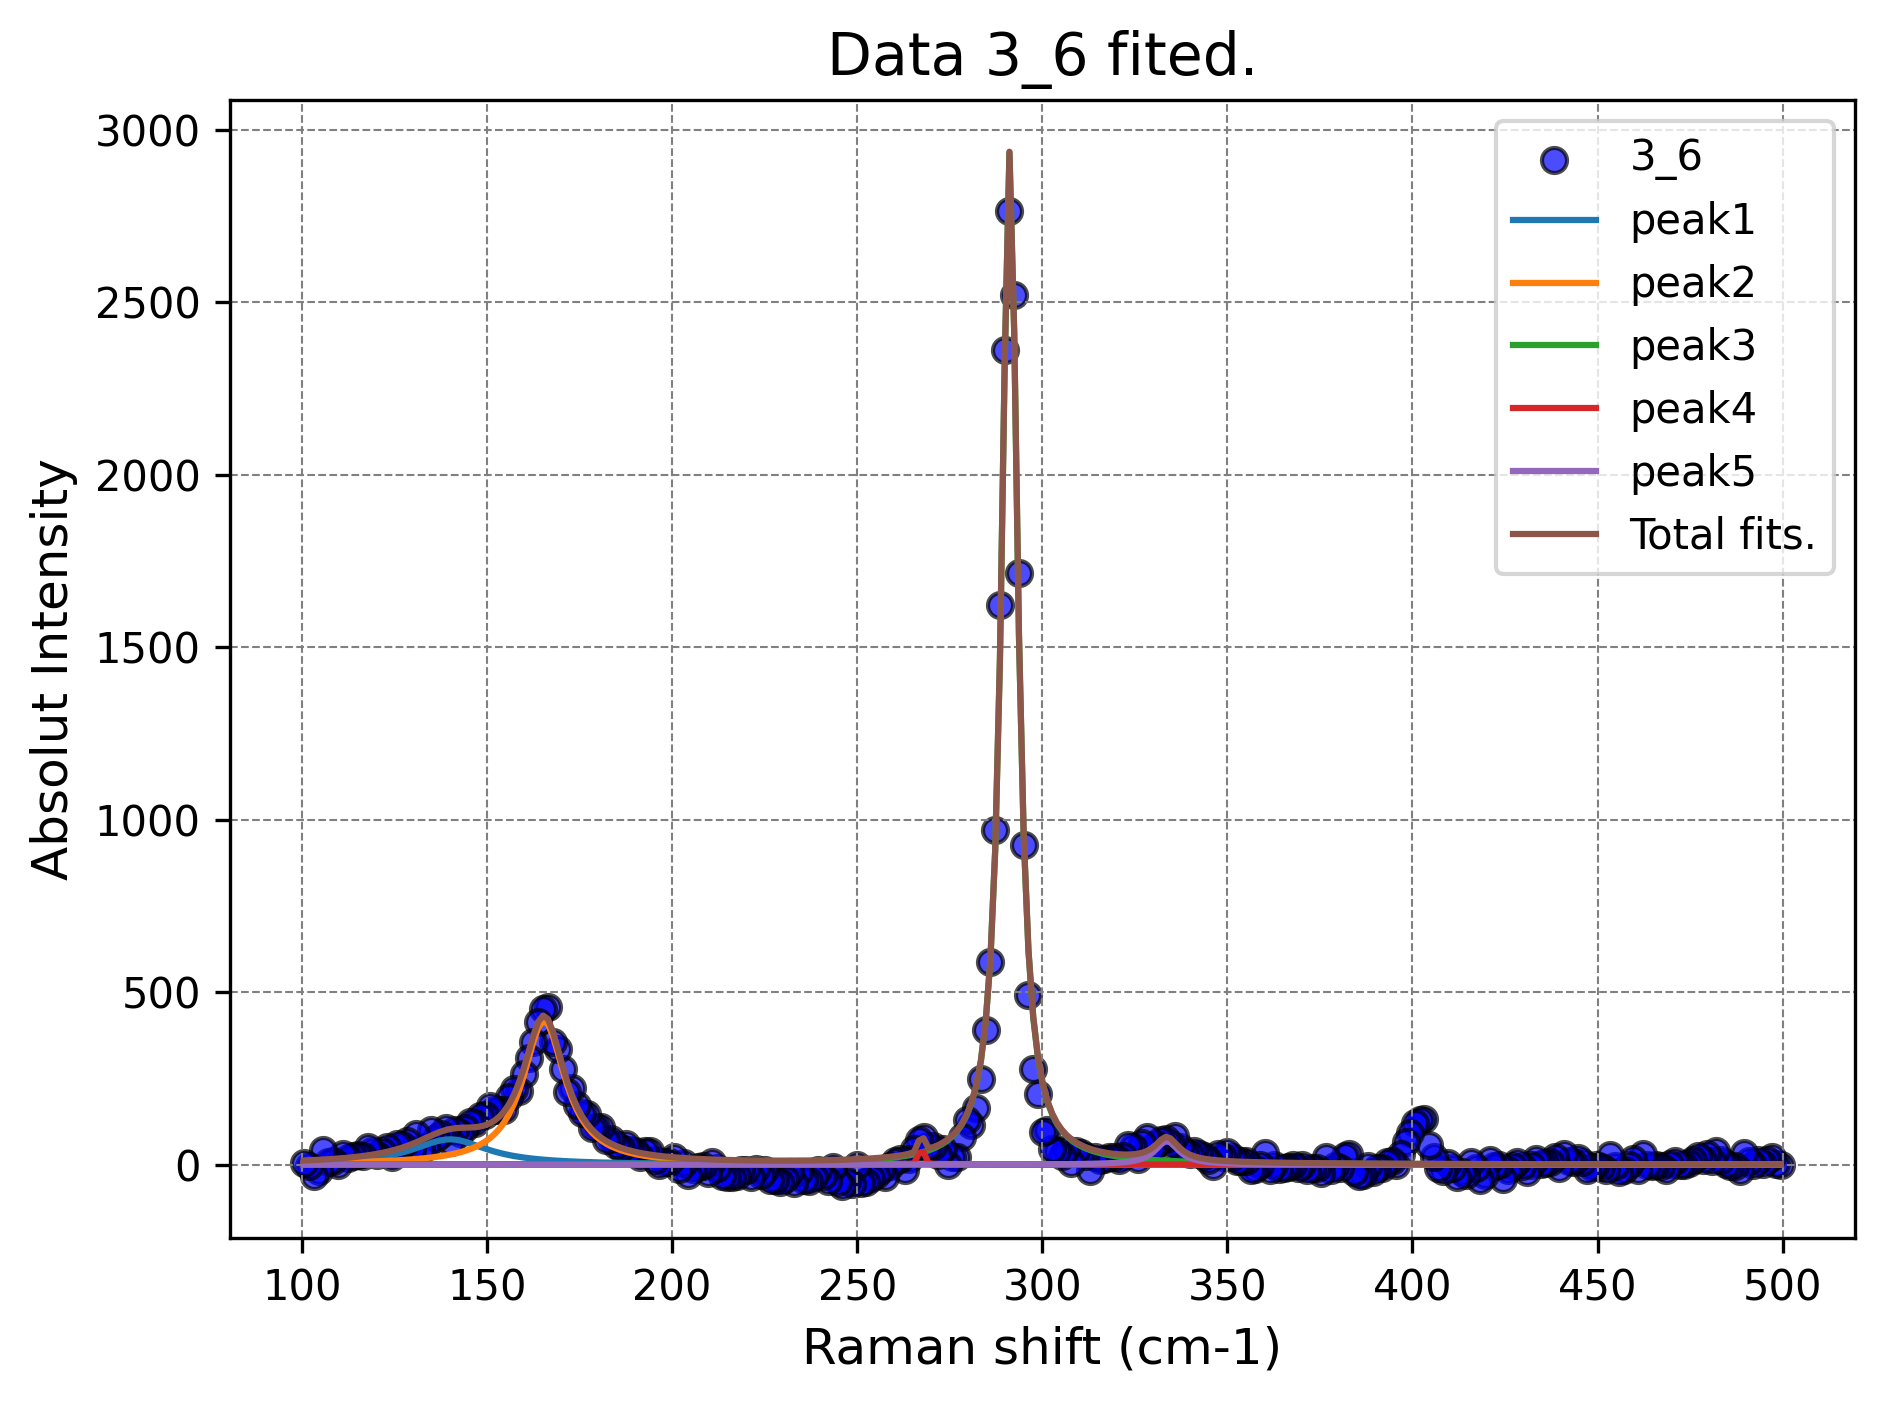 Data 3_6 fited.
3000
2500
2000
1500
1000
500
0
Absolut Intensity
3_6
peak1
peak2
peak3
peak4
peak5
Total fits.
100 150 200 250 300 350 400 450 500
Raman shift (cm-1)